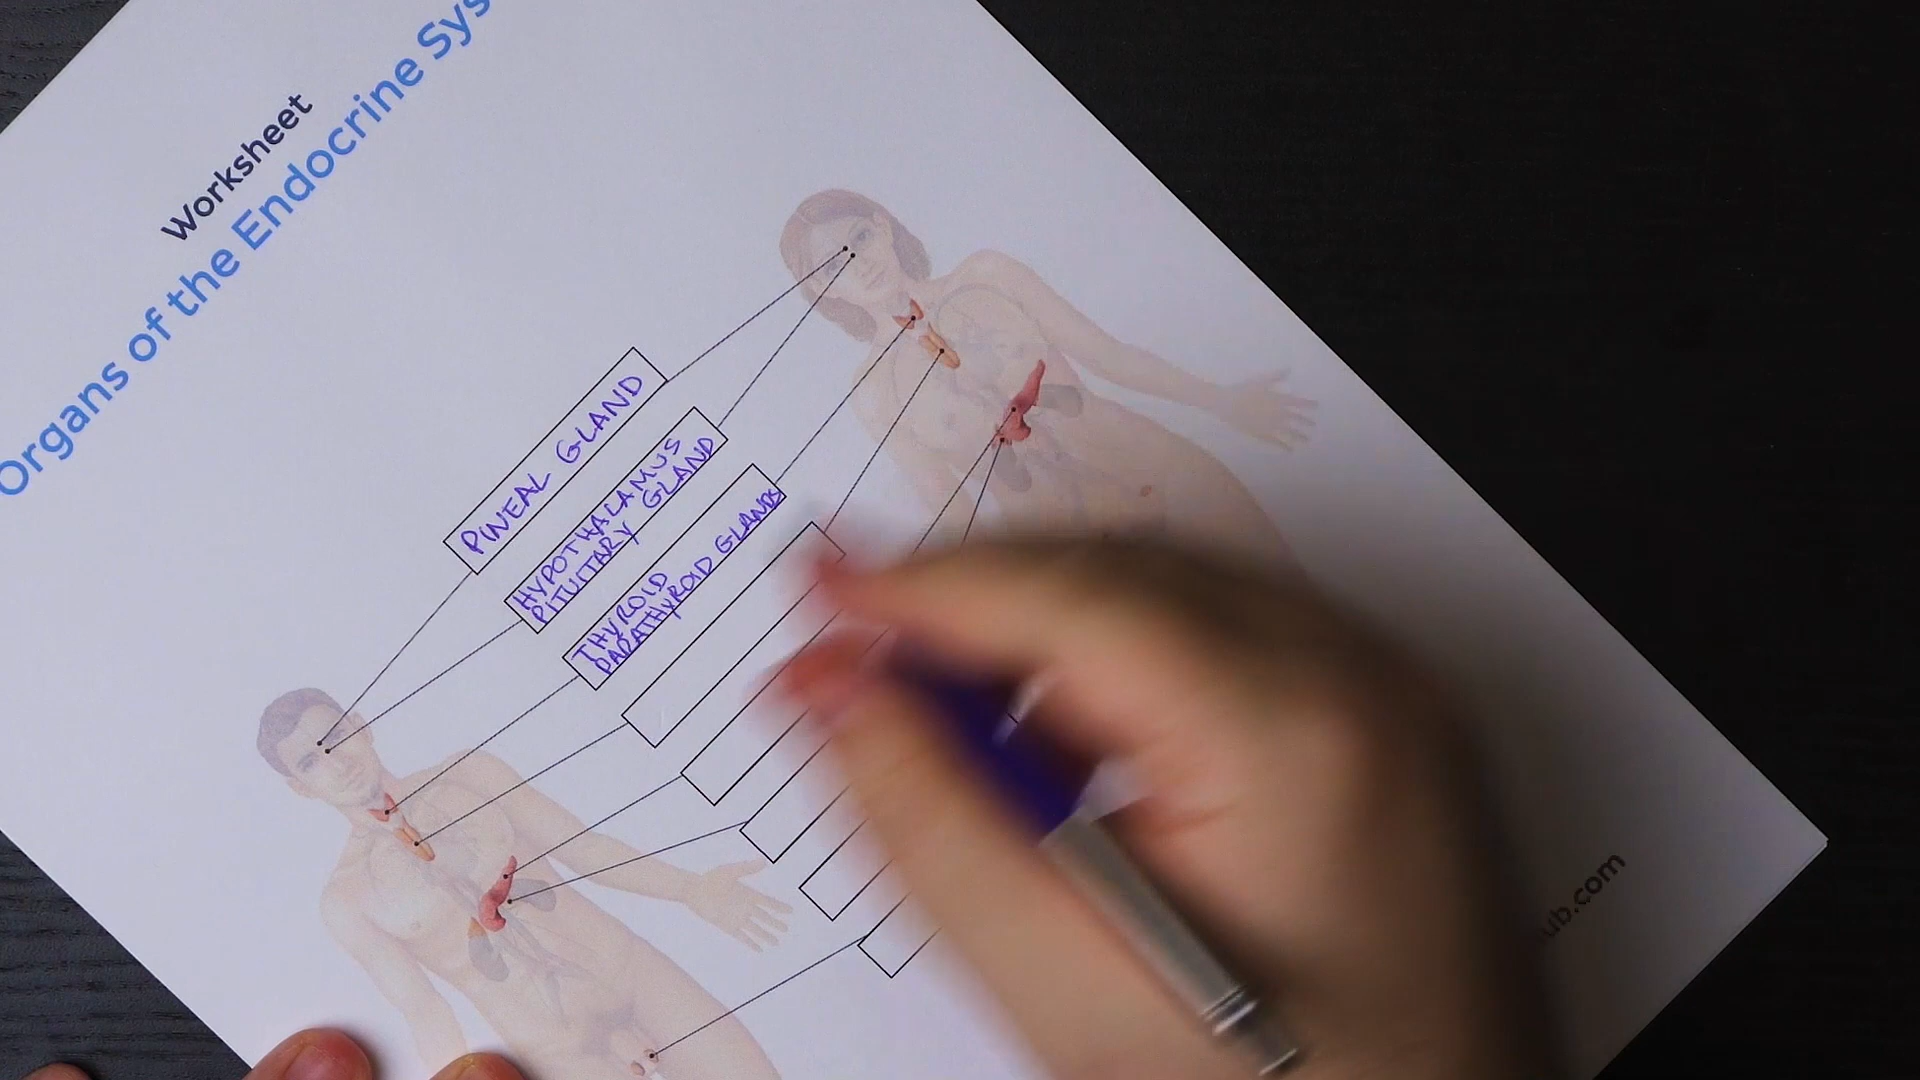 Worksheet
Organs of the Endocrine Sys
PINEAL GLAND
HYPOTHALAMUS
PITUITARY GLAND
THYROID
PARATHYROID GLANDS
ub.com